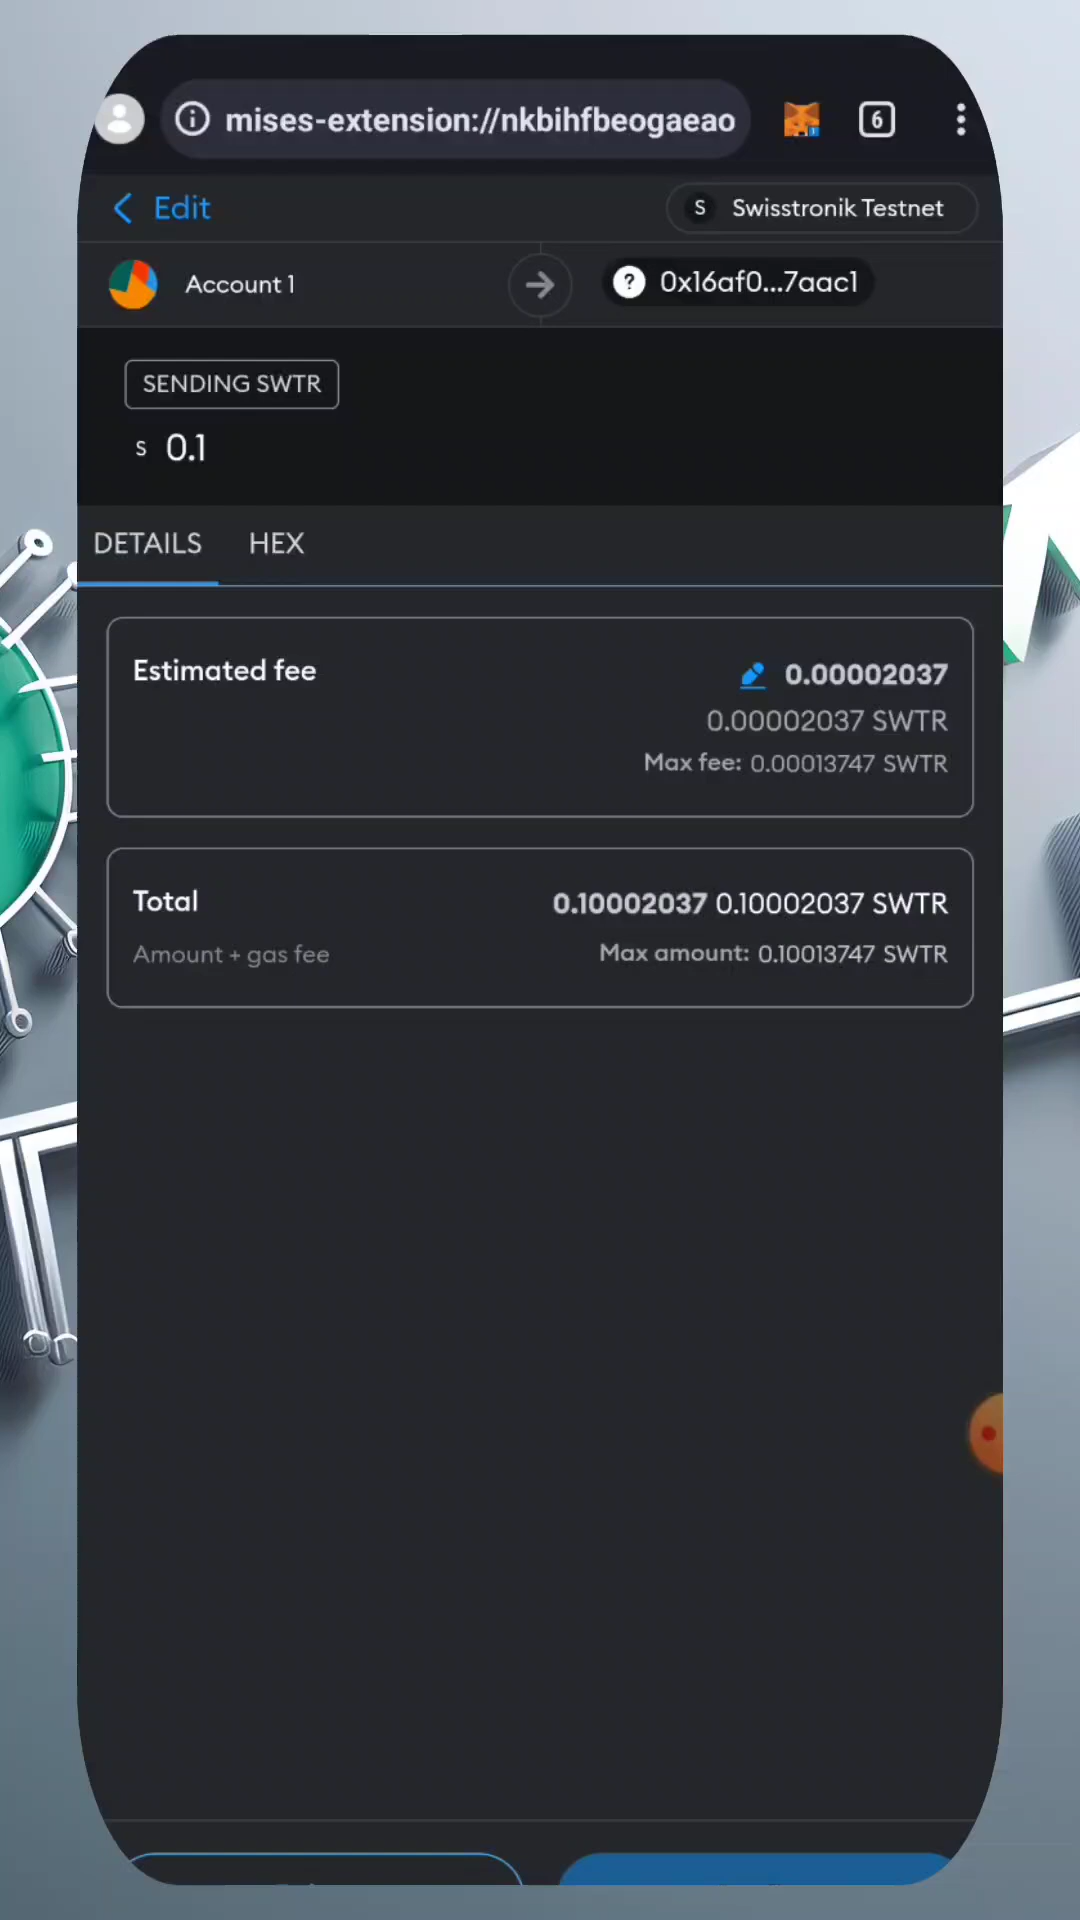 mises-extension://nkbihfbeogaeao
6
Edit
S Swisstronik Testnet
Account 1
? 0x16af0...7aac1
SENDING SWTR
S 0.1
DETAILS HEX
Estimated fee 0.00002037
0.00002037 SWTR
Max fee: 0.00013747 SWTR
Total 0.10002037 0.10002037 SWTR
Amount + gas fee Max amount: 0.10013747 SWTR